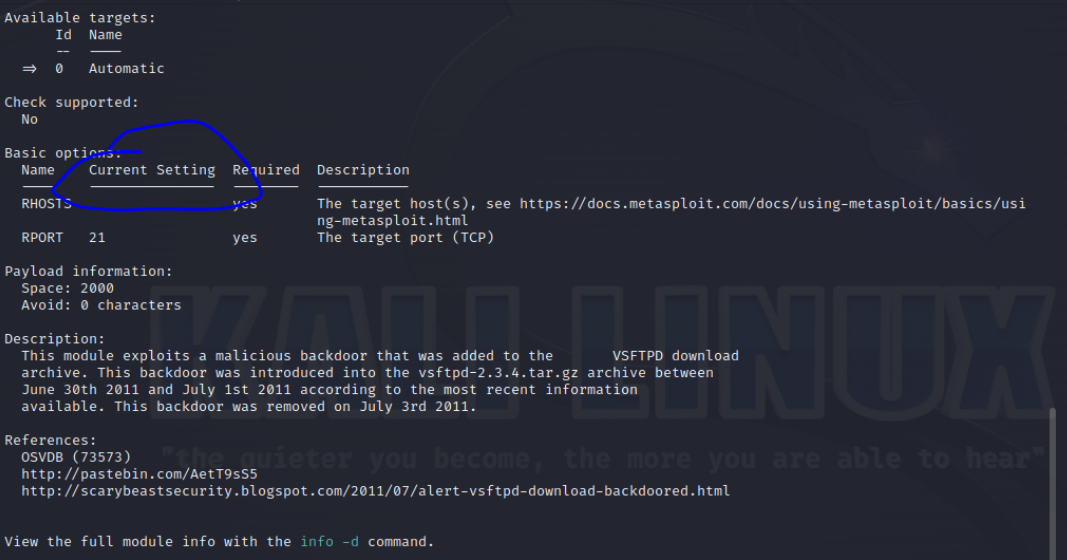 Available targets:
Id Name
-- ----
=> 0 Automatic
Check supported:
No
Basic options:
Name Current Setting Required Description
---- --------------- -------- -----------
RHOSTS yes The target host(s), see https://docs.metasploit.com/docs/using-metasploit/basics/usi
ng-metasploit.html
RPORT 21 yes The target port (TCP)
Payload information:
Space: 2000
Avoid: 0 characters
KALI LINUX
Description:
This module exploits a malicious backdoor that was added to the VSFTPD download
archive. This backdoor was introduced into the vsftpd-2.3.4.tar.gz archive between
June 30th 2011 and July 1st 2011 according to the most recent information
available. This backdoor was removed on July 3rd 2011.
References:
OSVDB (73573)
"the quieter you become, the more you are able to hear"
http://pastebin.com/AetT9sS5
http://scarybeastsecurity.blogspot.com/2011/07/alert-vsftpd-download-backdoored.html
View the full module info with the info -d command.